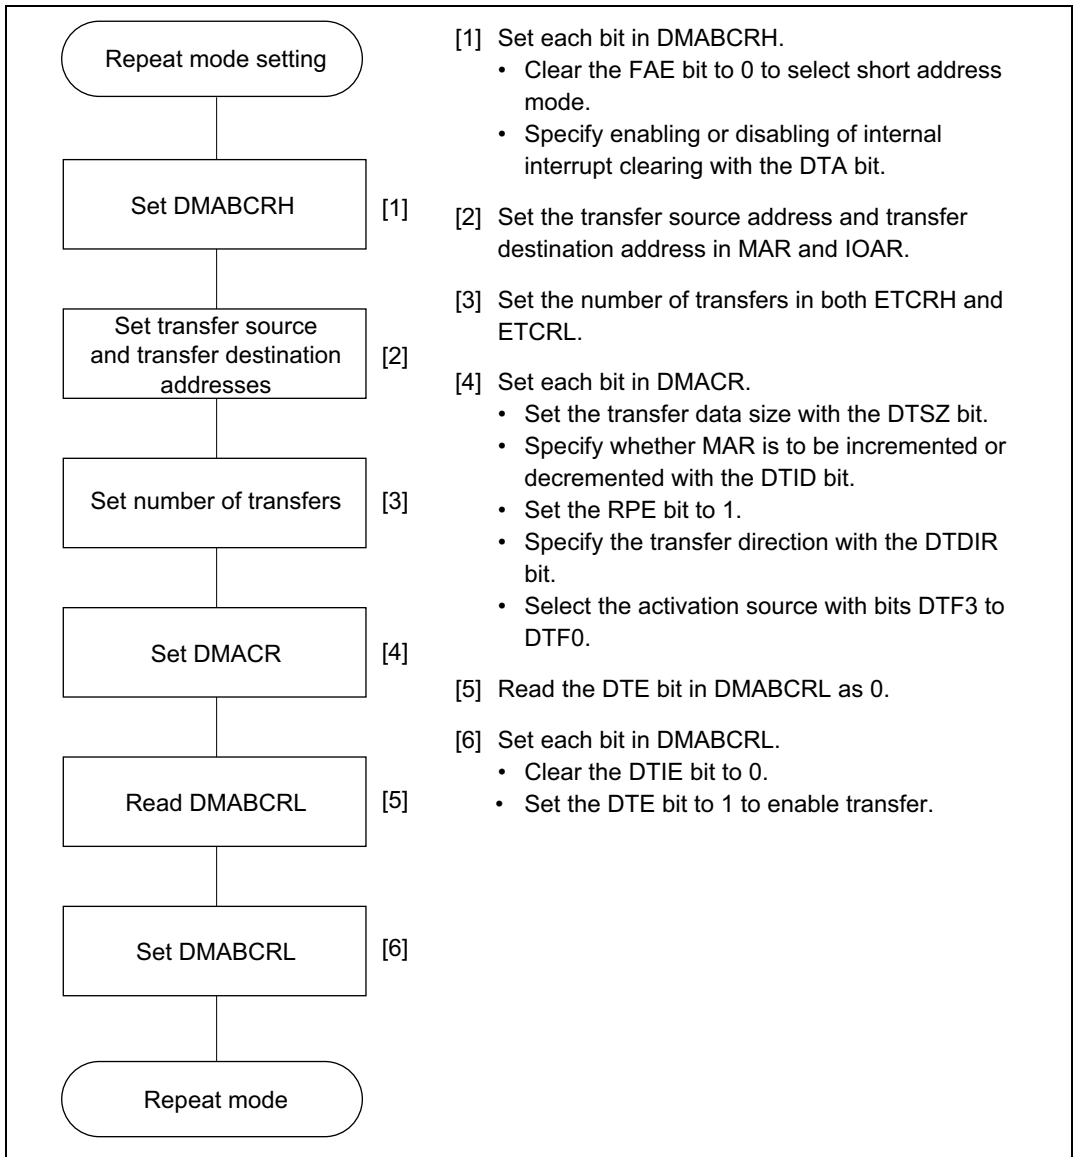 Repeat mode setting
Set DMABCRH [1]
Set transfer source
and transfer destination [2]
addresses
Set number of transfers [3]
Set DMACR [4]
Read DMABCRL [5]
Set DMABCRL [6]
Repeat mode
[1] Set each bit in DMABCRH.
• Clear the FAE bit to 0 to select short address
mode.
• Specify enabling or disabling of internal
interrupt clearing with the DTA bit.
[2] Set the transfer source address and transfer
destination address in MAR and IOAR.
[3] Set the number of transfers in both ETCRH and
ETCRL.
[4] Set each bit in DMACR.
• Set the transfer data size with the DTSZ bit.
• Specify whether MAR is to be incremented or
decremented with the DTID bit.
• Set the RPE bit to 1.
• Specify the transfer direction with the DTDIR
bit.
• Select the activation source with bits DTF3 to
DTF0.
[5] Read the DTE bit in DMABCRL as 0.
[6] Set each bit in DMABCRL.
• Clear the DTIE bit to 0.
• Set the DTE bit to 1 to enable transfer.